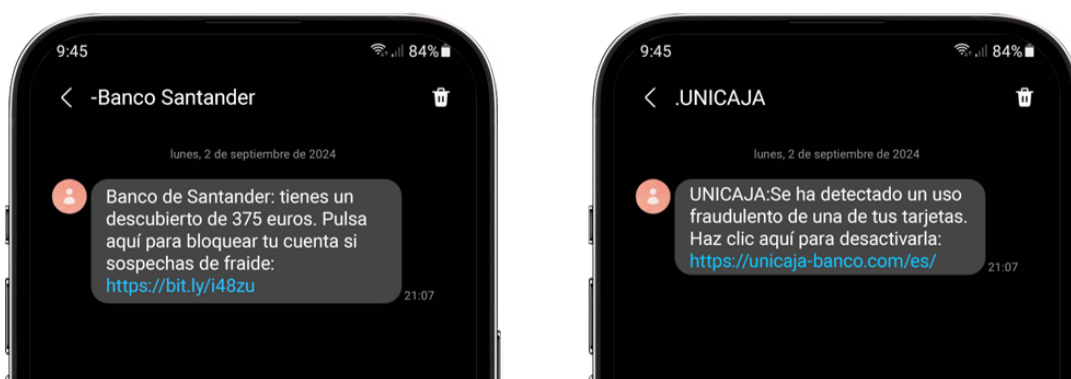 9:45
84%
-Banco Santander
lunes, 2 de septiembre de 2024
Banco de Santander: tienes un
descubierto de 375 euros. Pulsa
aquí para bloquear tu cuenta si
sospechas de fraide:
https://bit.ly/i48zu
21:07
9:45
84%
.UNICAJA
lunes, 2 de septiembre de 2024
UNICAJA:Se ha detectado un uso
fraudulento de una de tus tarjetas.
Haz clic aquí para desactivarla:
https://unicaja-banco.com/es/
21:07